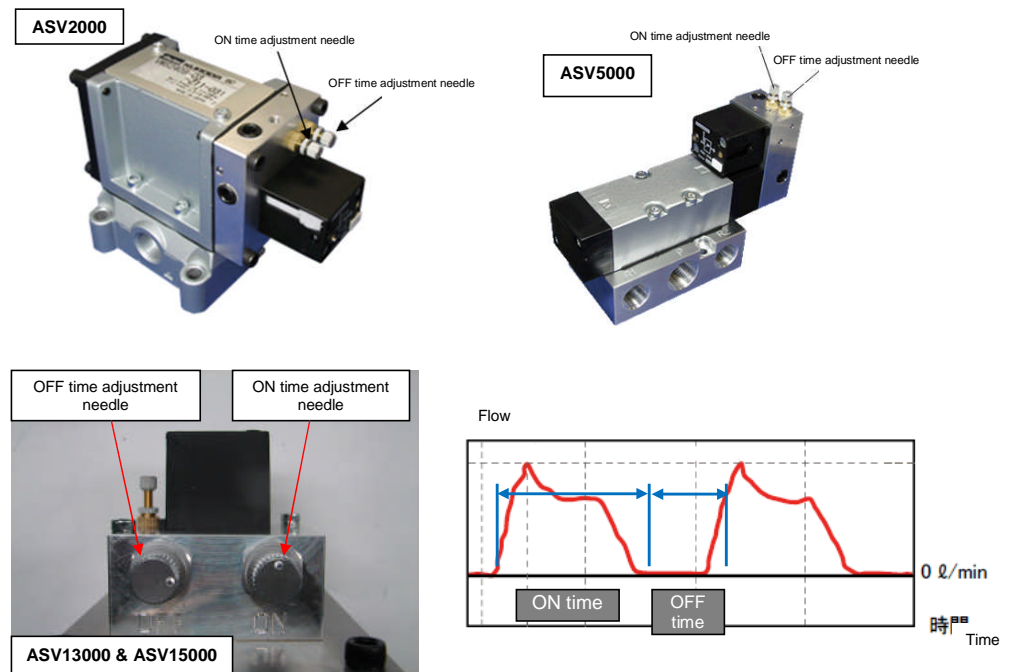 ASV2000
ON time adjustment needle
OFF time adjustment needle
ASV5000
ON time adjustment needle
OFF time adjustment needle
OFF time adjustment
needle
ON time adjustment
needle
OFF
ON
ASV13000 & ASV15000
Flow
ON time
OFF
time
0 ℓ/min
時間
Time